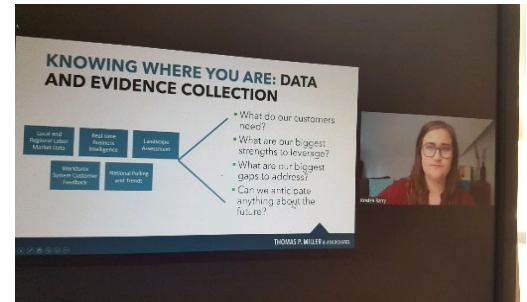 KNOWING WHERE YOU ARE: DATA
AND EVIDENCE COLLECTION
Local and
Regional Labor
Market Data
Real-time
Business
Intelligence
Landscape
Assessment
Workforce
System Customer
Feedback
National Polling
and Trends
What do our customers
need?
What are our biggest
strengths to leverage?
What are our biggest
gaps to address?
Can we anticipate
anything about the
future?
THOMAS P. MILLER & ASSOCIATES